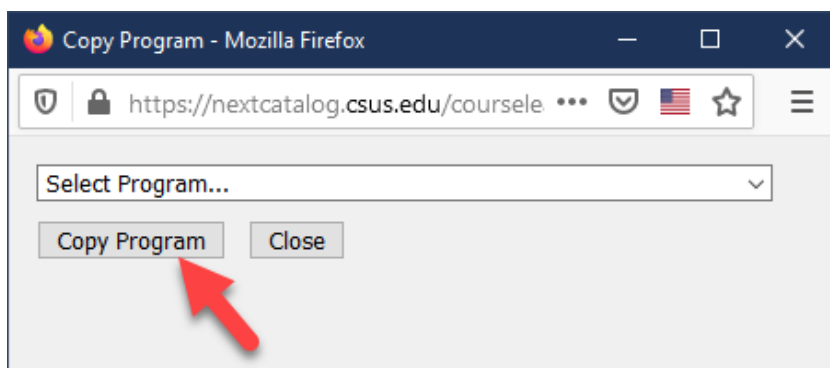 Copy Program - Mozilla Firefox
https://nextcatalog.csus.edu/coursele
Select Program...
Copy Program Close